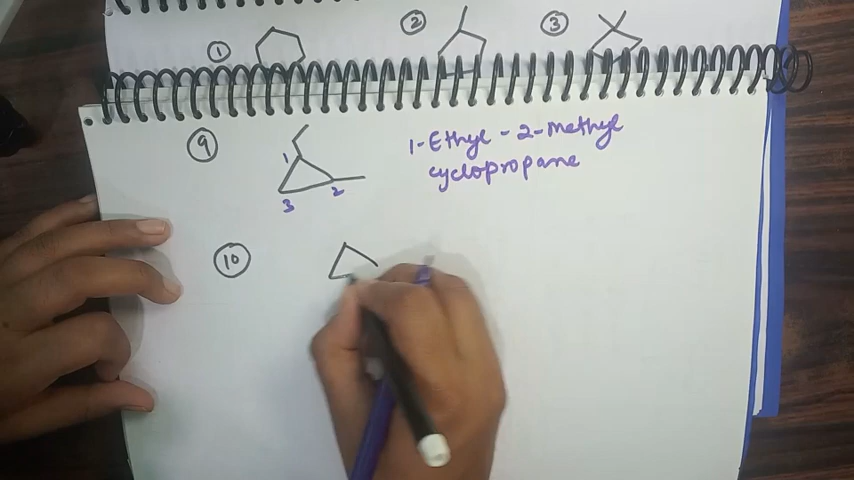 ① ② ③
⑨ 1-Ethyl-2-Methyl
cyclopropane
1
2
3
⑩